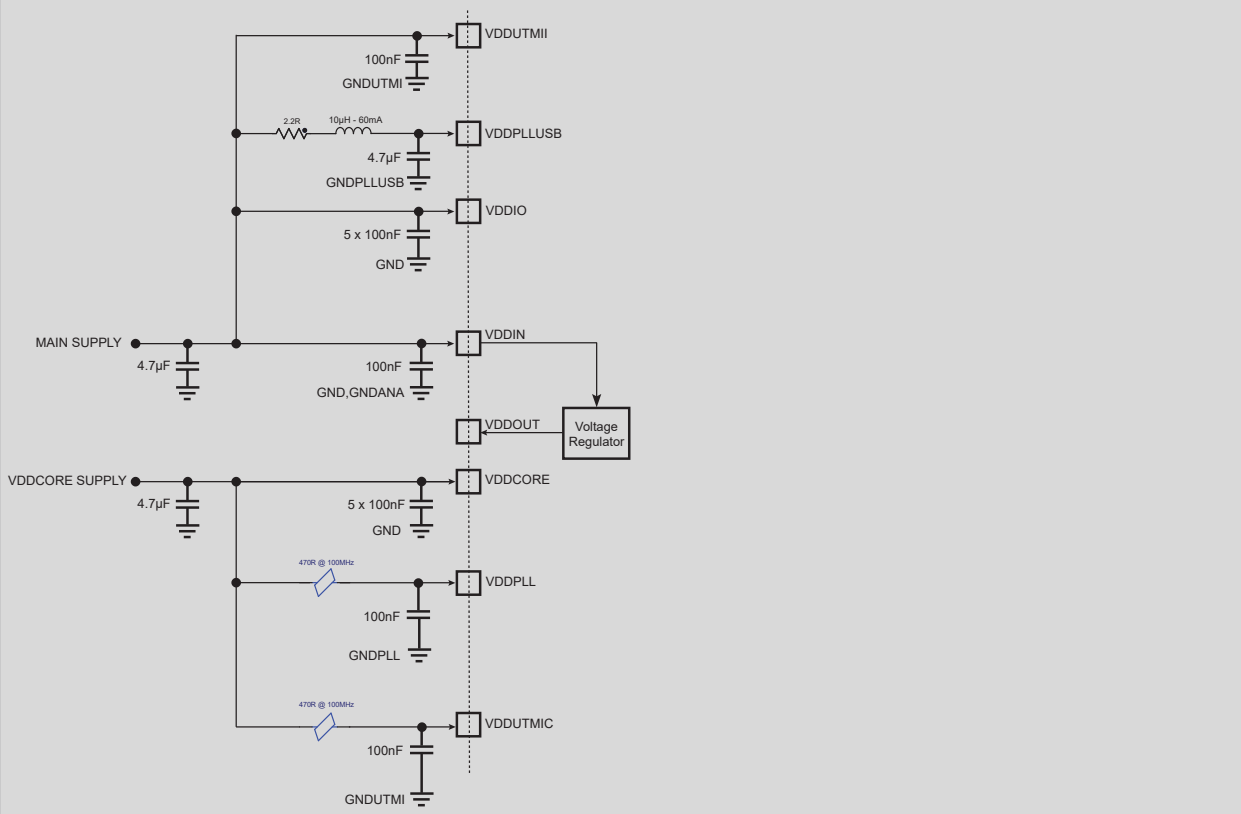 VDDUTMII
100nF
GNDUTMI
2.2R
10µH - 60mA
VDDPLLUSB
4.7µF
GNDPLLUSB
VDDIO
5 x 100nF
GND
MAIN SUPPLY
VDDIN
4.7µF
100nF
GND,GNDANA
VDDOUT
Voltage
Regulator
VDDCORE SUPPLY
VDDCORE
4.7µF
5 x 100nF
GND
470R @ 100MHz
VDDPLL
100nF
GNDPLL
470R @ 100MHz
VDDUTMIC
100nF
GNDUTMI